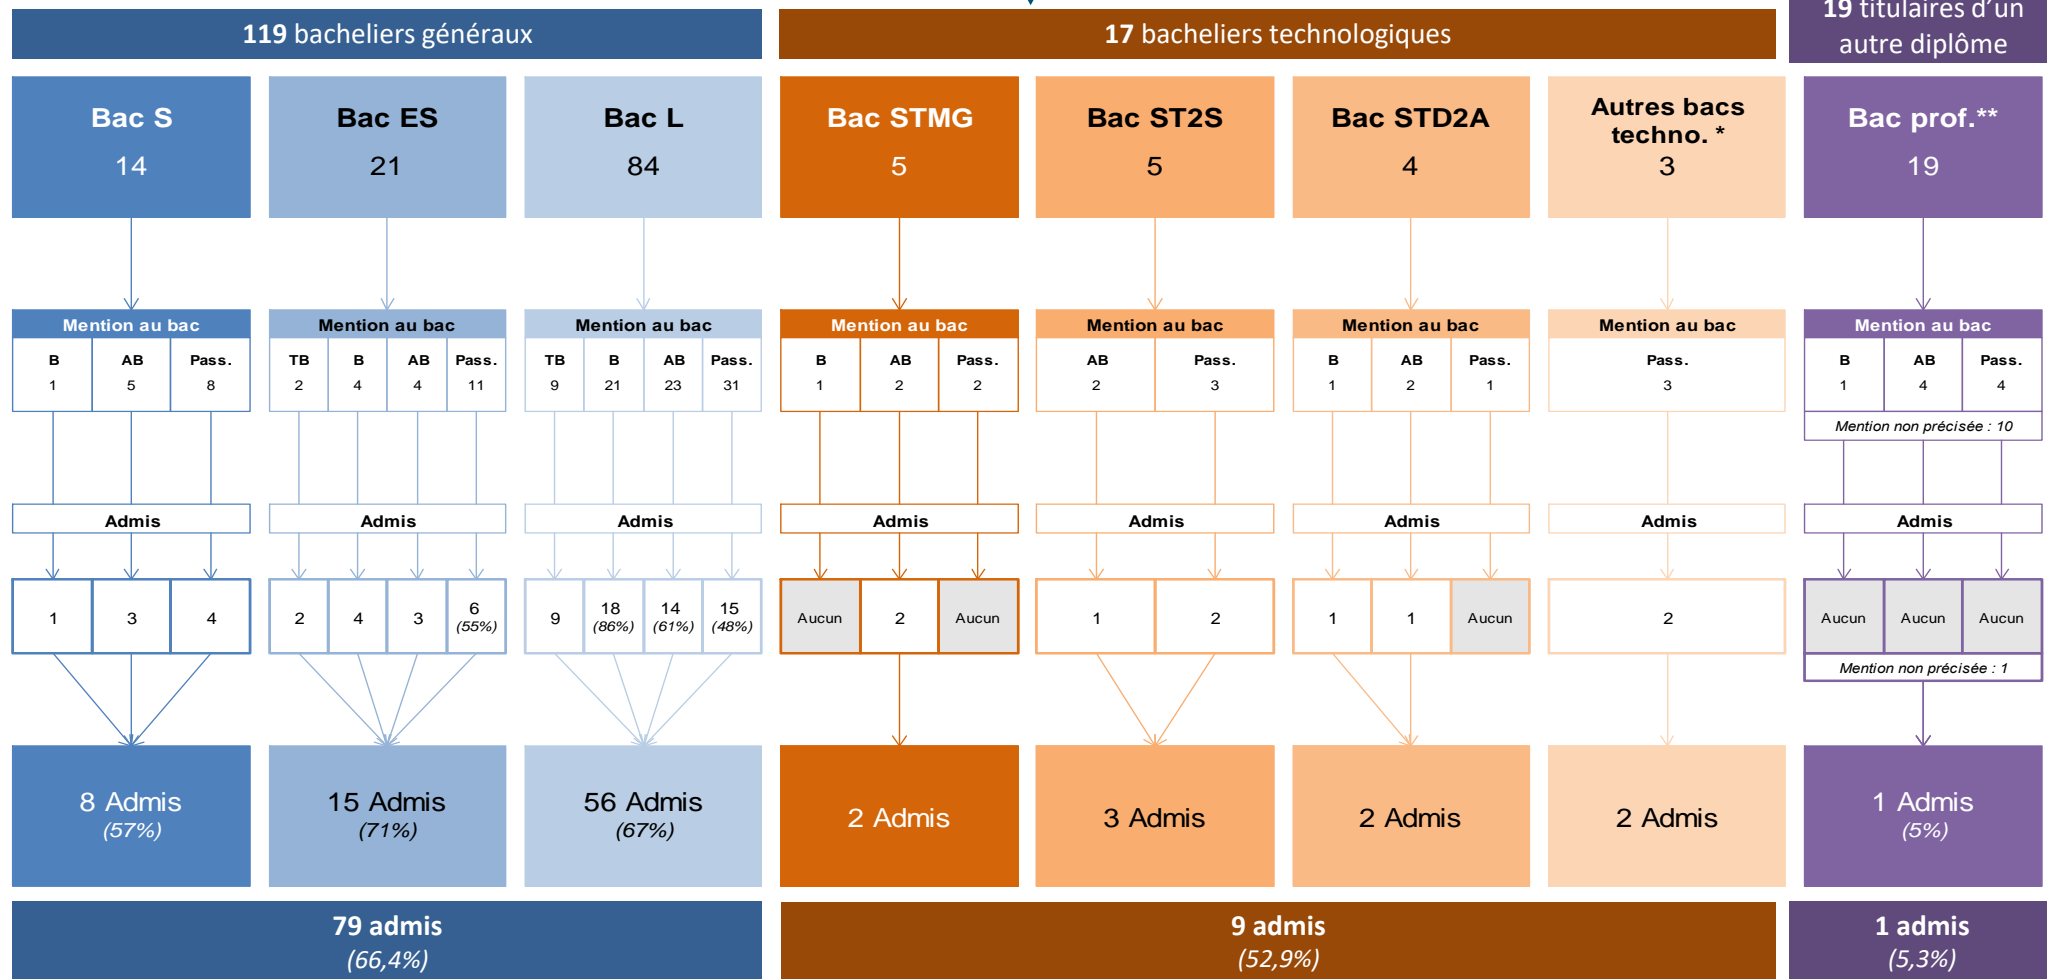 119 bacheliers généraux
17 bacheliers technologiques
19 titulaires d'un
autre diplôme
Bac S
14
Bac ES
21
Bac L
84
Bac STMG
5
Bac ST2S
5
Bac STD2A
4
Autres bacs
techno. *
3
Bac prof.**
19
Mention au bac
B AB Pass.
1 5 8
Mention au bac
TB B AB Pass.
2 4 4 11
Mention au bac
TB B AB Pass.
9 21 23 31
Mention au bac
B AB Pass.
1 2 2
Mention au bac
AB Pass.
2 3
Mention au bac
B AB Pass.
1 2 1
Mention au bac
Pass.
3
Mention au bac
B AB Pass.
1 4 4
Mention non précisée : 10
Admis
Admis
Admis
Admis
Admis
Admis
Admis
Admis
1 3 4
2 4 3 6
(55%)
9 18 14 15
(86%) (61%) (48%)
Aucun 2 Aucun
1 2
1 1 Aucun
2
Aucun Aucun Aucun
Mention non précisée : 1
8 Admis
(57%)
15 Admis
(71%)
56 Admis
(67%)
2 Admis
3 Admis
2 Admis
2 Admis
1 Admis
(5%)
79 admis
(66,4%)
9 admis
(52,9%)
1 admis
(5,3%)